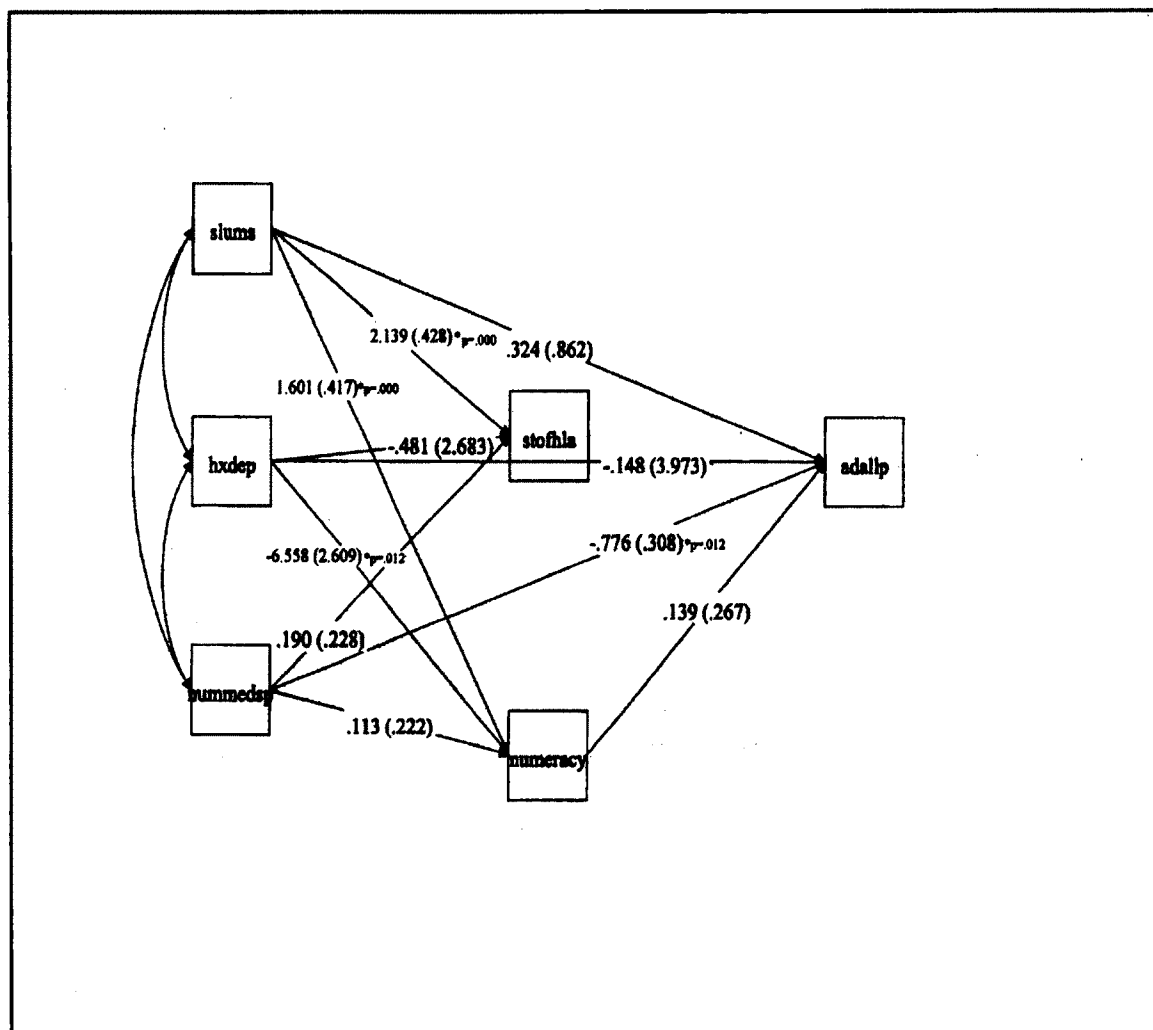 slums
2.139 (.428)*p=.000
.324 (.862)
1.601 (.417)*p=.000
hxdep
-.481 (2.683)
stofhla
-.148 (3.973)
adallp
-6.558 (2.609)*p=.012
-.776 (.308)*p=.012
.139 (.267)
.190 (.228)
nummedsp
.113 (.222)
numeracy